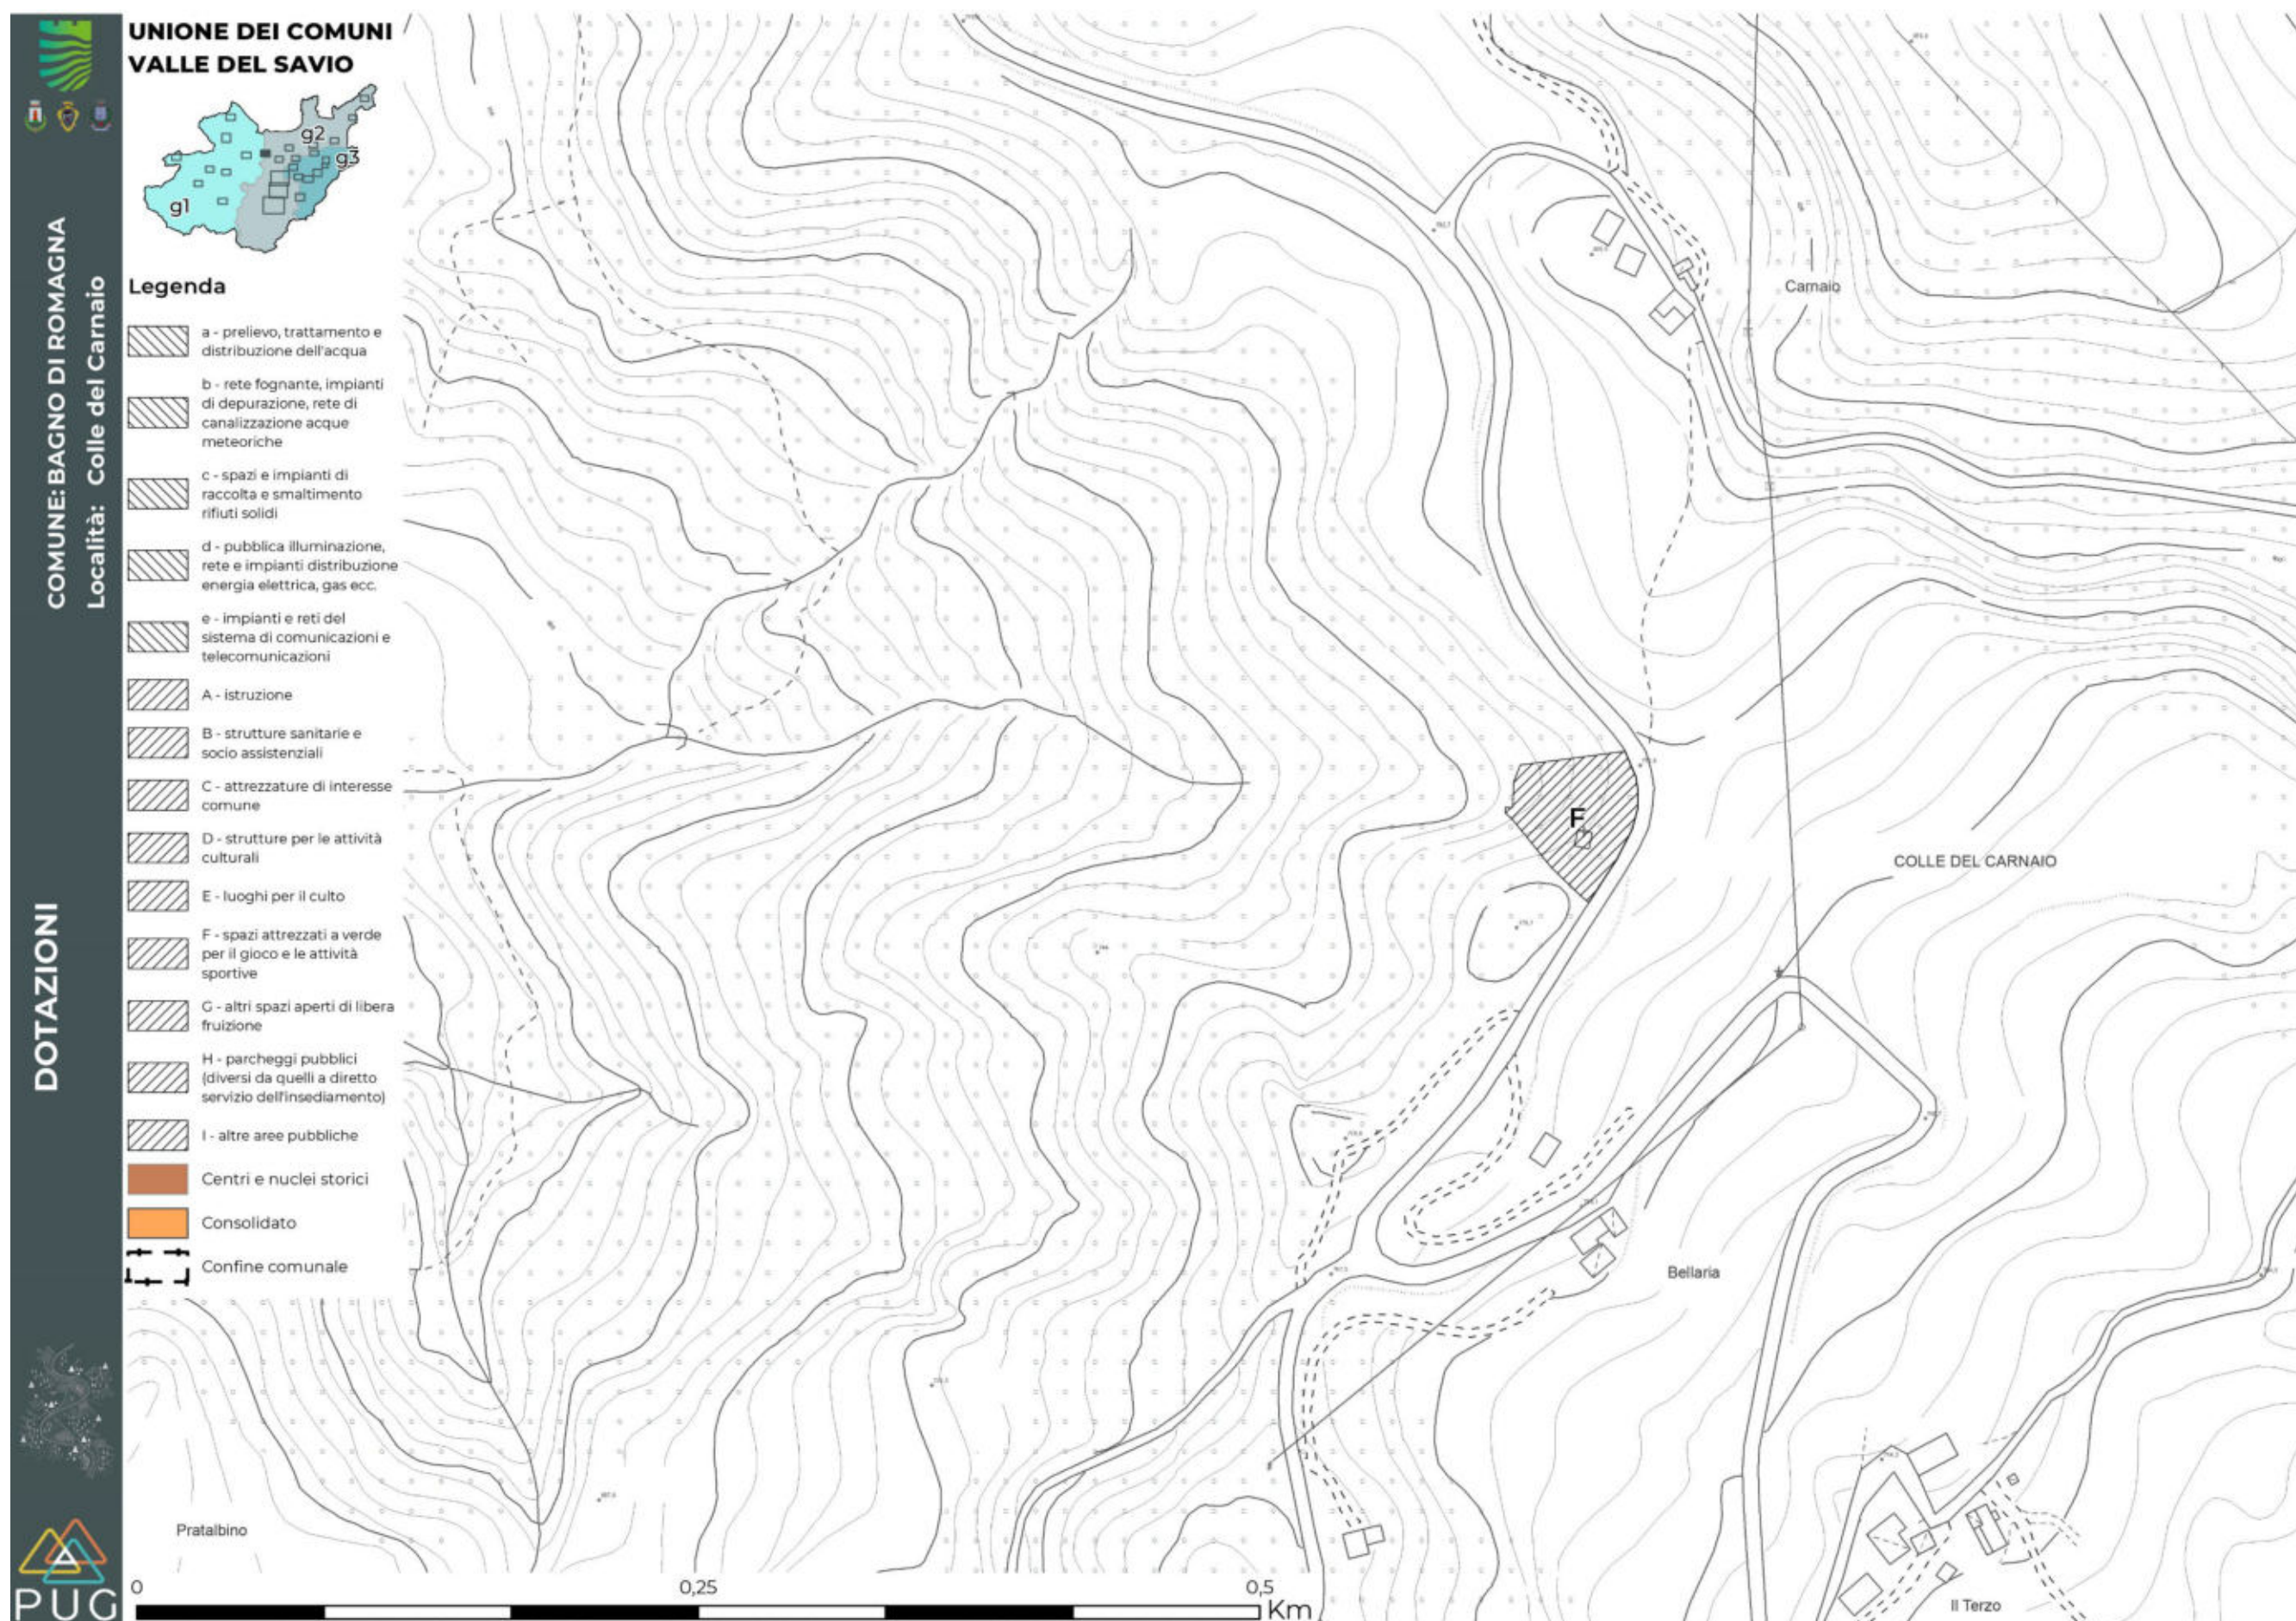 UNIONE DEI COMUNI
VALLE DEL SAVIO
g1
g2
g3
COMUNE: BAGNO DI ROMAGNA
Località: Colle del Carnaio
DOTAZIONI
Legenda
a - prelievo, trattamento e
distribuzione dell'acqua
b - rete fognante, impianti
di depurazione, rete di
canalizzazione acque
meteoriche
c - spazi e impianti di
raccolta e smaltimento
rifiuti solidi
d - pubblica illuminazione,
rete e impianti distribuzione
energia elettrica, gas ecc.
e - impianti e reti del
sistema di comunicazioni e
telecomunicazioni
A - istruzione
B - strutture sanitarie e
socio assistenziali
C - attrezzature di interesse
comune
D - strutture per le attività
culturali
E - luoghi per il culto
F - spazi attrezzati a verde
per il gioco e le attività
sportive
G - altri spazi aperti di libera
fruizione
H - parcheggi pubblici
(diversi da quelli a diretto
servizio dell'insediamento)
I - altre aree pubbliche
Centri e nuclei storici
Consolidato
Confine comunale
PUG
Carnaio
F
COLLE DEL CARNAIO
Bellaria
Pratalbino
Il Terzo
0
0,25
0,5
Km